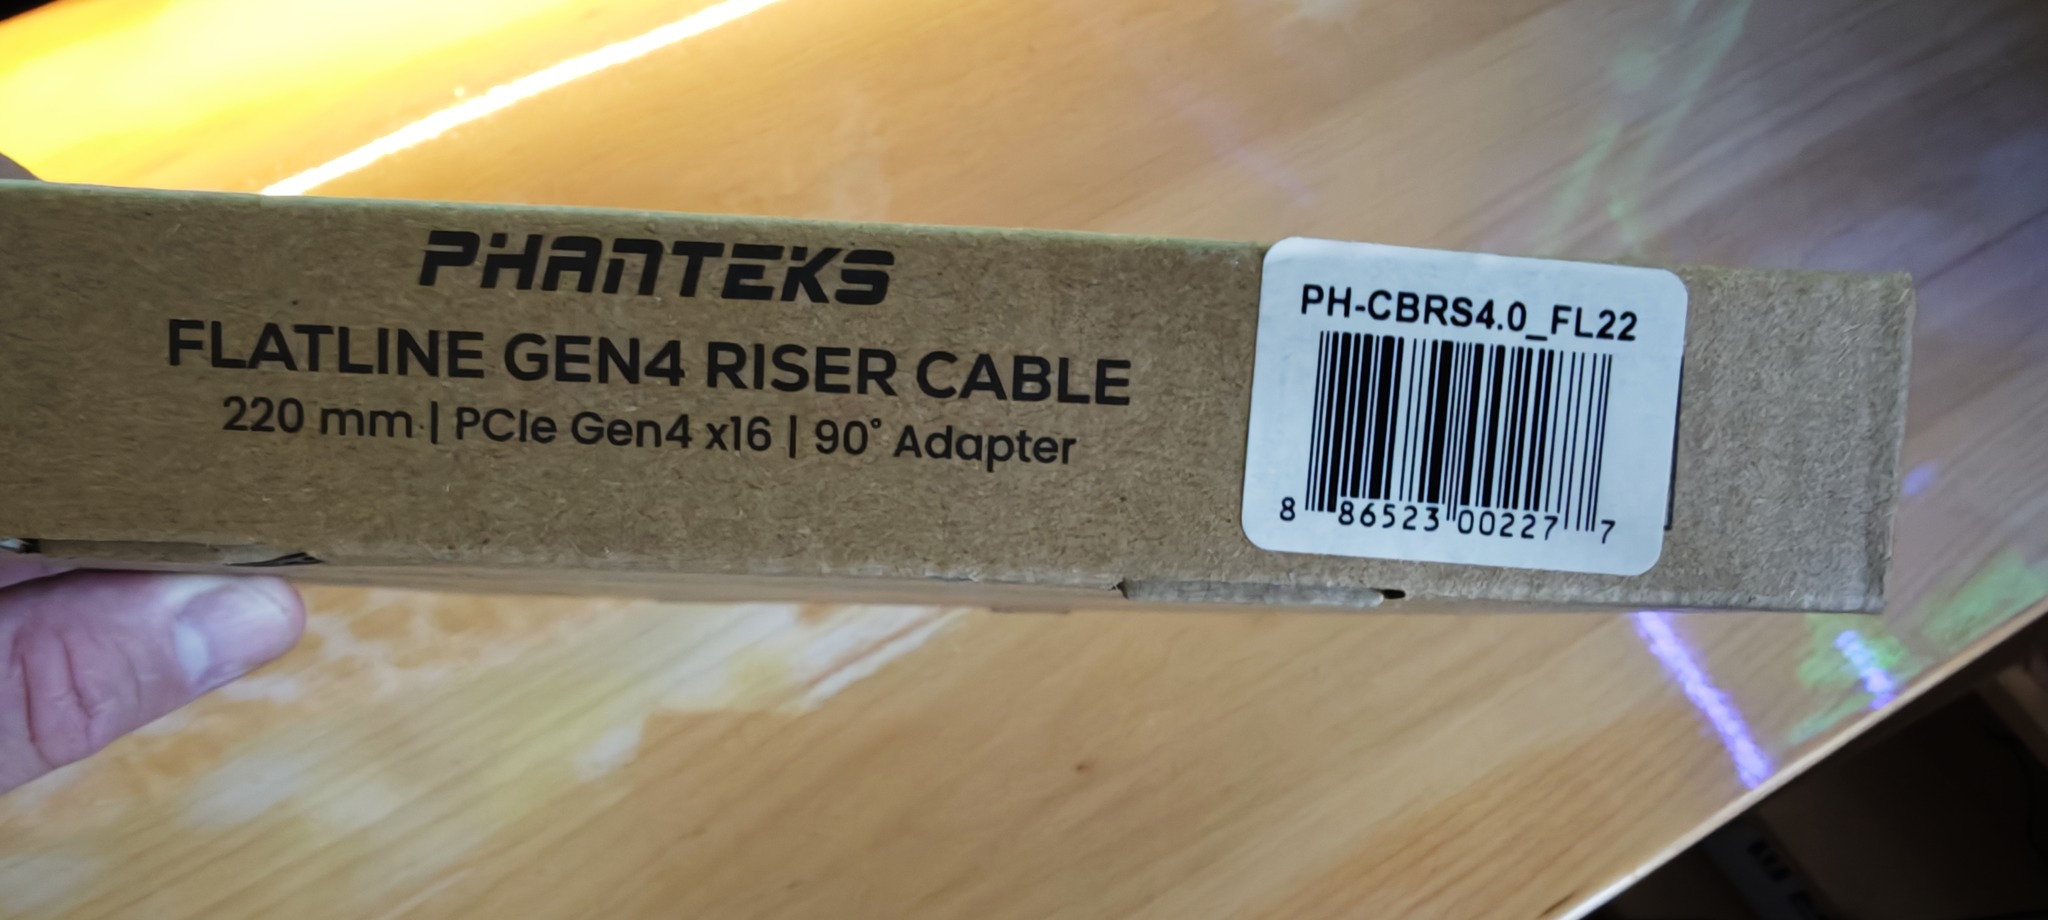 PHANTEKS
FLATLINE GEN4 RISER CABLE
220 mm | PCIe Gen4 x16 | 90° Adapter
PH-CBRS4.0_FL22
8 86523 00227 7